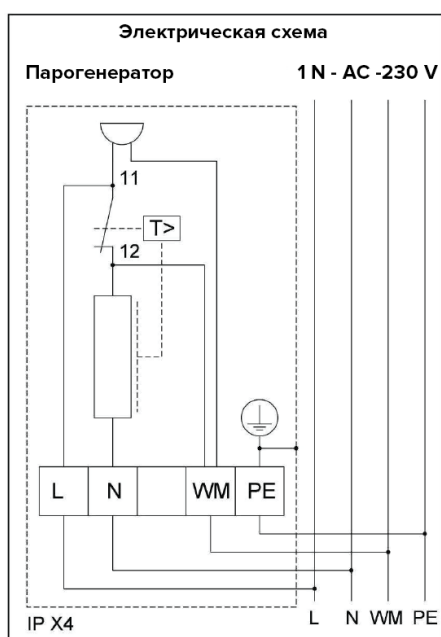 Электрическая схема
Парогенератор 1 N - AC -230 V
11
T>
12
L N WM PE
L N WM PE
IP X4